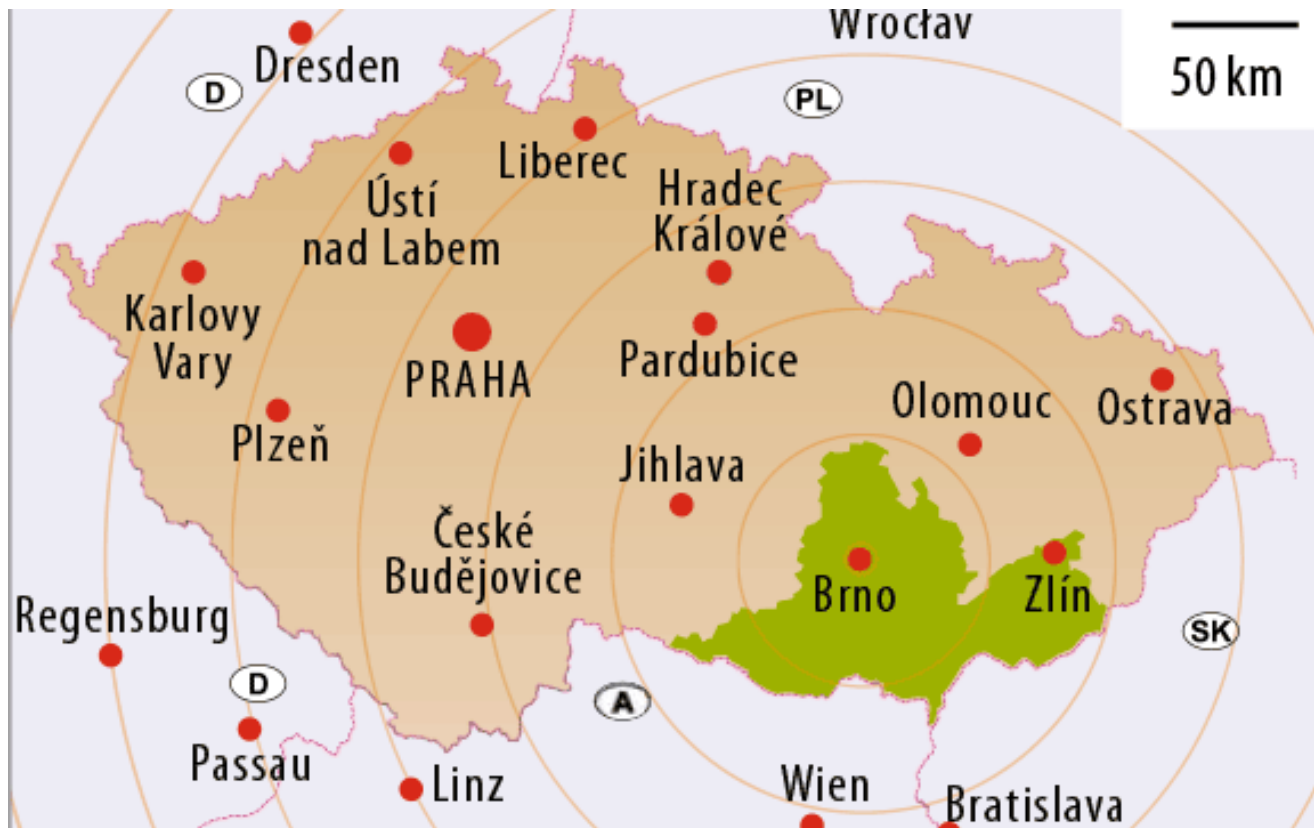 Wrocław
50 km
Dresden
D
PL
Liberec
Ústí
nad Labem
Hradec
Králové
Karlovy
Vary
PRAHA
Pardubice
Olomouc
Ostrava
Plzeň
Jihlava
České
Budějovice
Brno
Zlín
Regensburg
SK
D
A
Passau
Linz
Wien
Bratislava